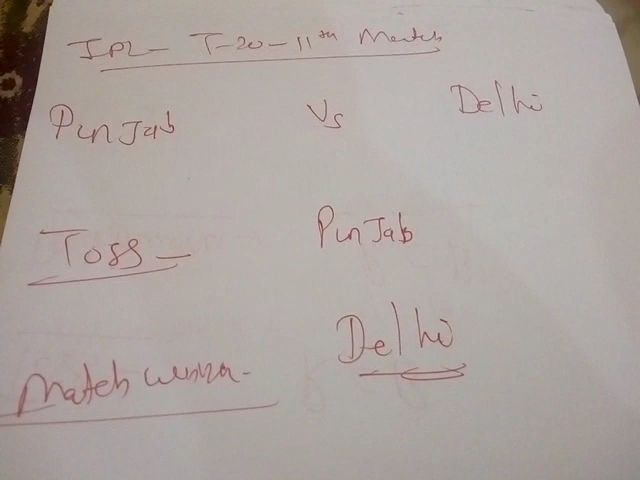 IPL - T-20-11th Match
Punjab Vs Delhi
Toss - Punjab
Match winner - Delhi